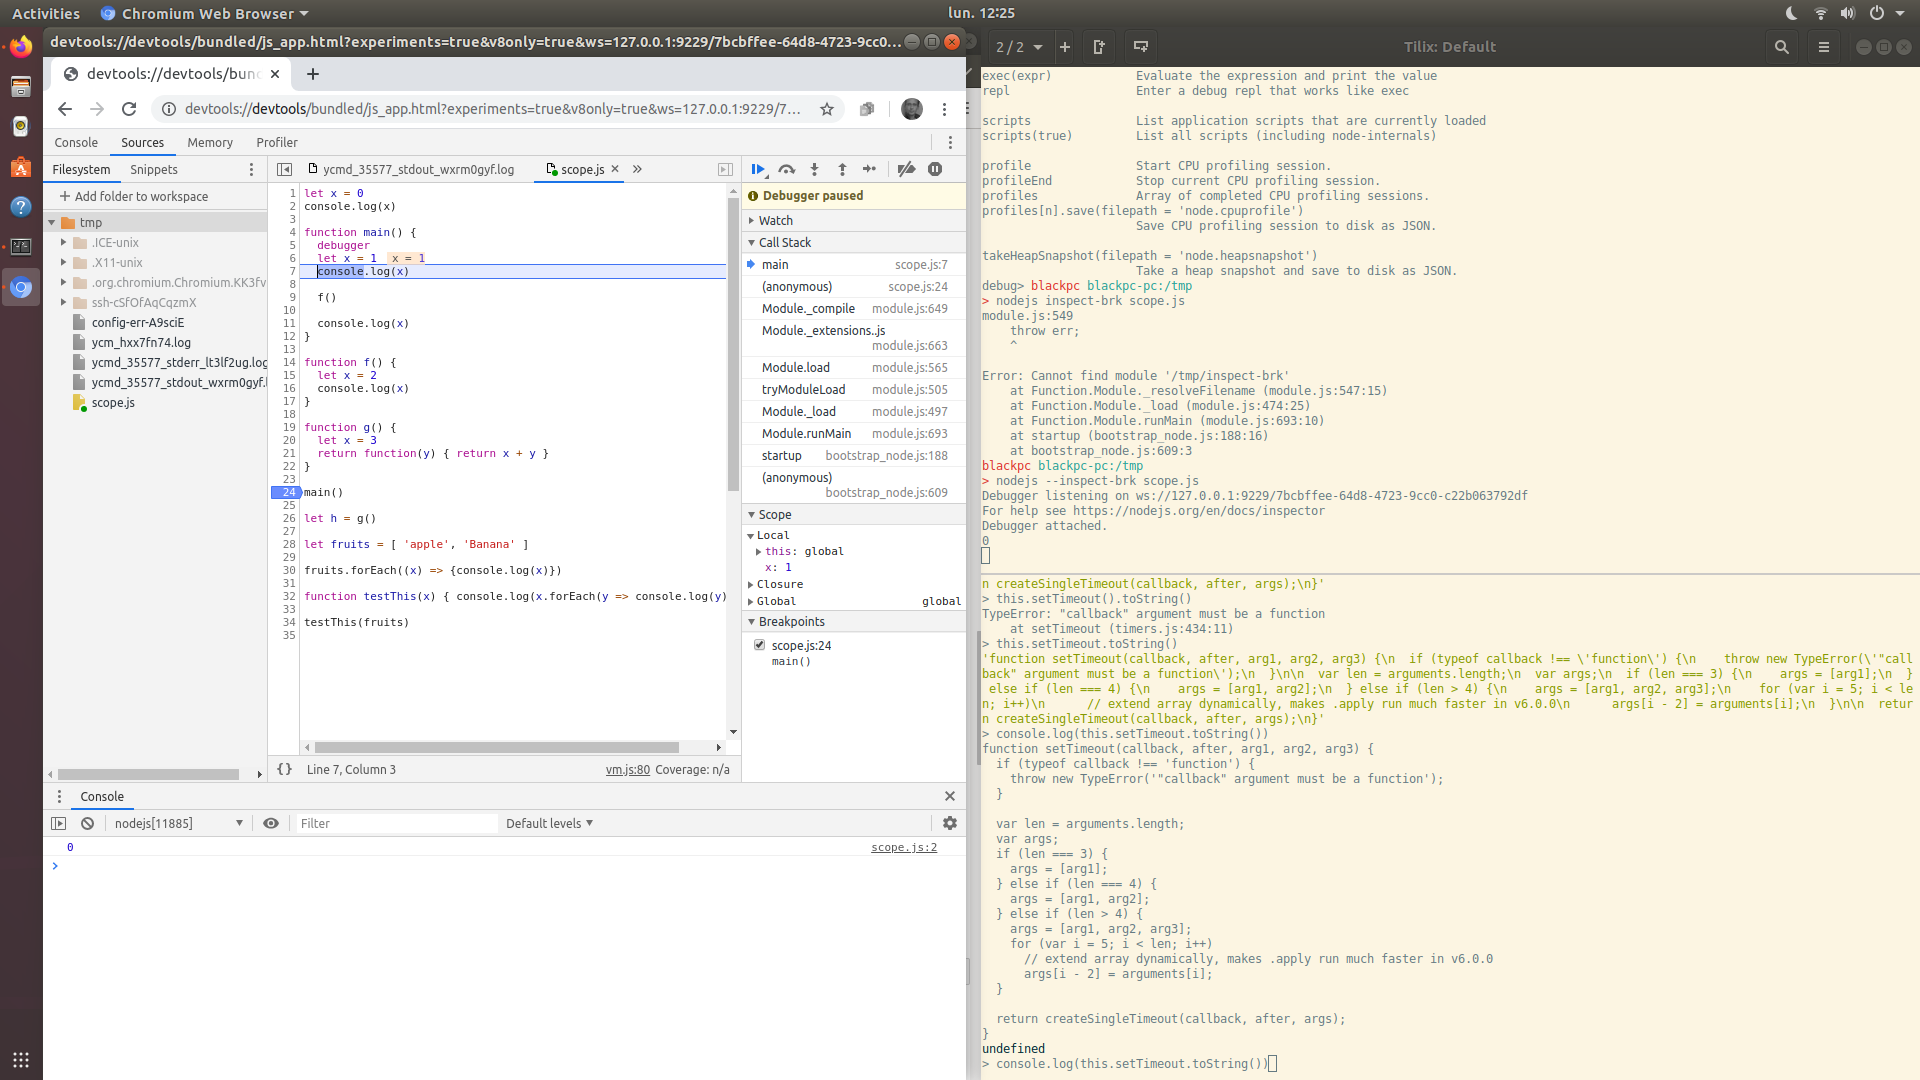 Activities
Chromium Web Browser
lun. 12:25
devtools://devtools/bundled/js_app.html?experiments=true&v8only=true&ws=127.0.0.1:9229/7bcbffee-64d8-4723-9cc0...
devtools://devtools/bun
devtools://devtools/bundled/js_app.html?experiments=true&v8only=true&ws=127.0.0.1:9229/7...
Console
Sources
Memory
Profiler
Filesystem
Snippets
Add folder to workspace
tmp
.ICE-unix
.X11-unix
.org.chromium.Chromium.KK3fv
ssh-cSfOfAqCqzmX
config-err-A9sciE
ycm_hxx7fn74.log
ycmd_35577_stderr_lt3lf2ug.log
ycmd_35577_stdout_wxrm0gyf.l
scope.js
ycmd_35577_stdout_wxrm0gyf.log
scope.js
1 let x = 0
2 console.log(x)
3
4 function main() {
5 debugger
6 let x = 1 x = 1
7 console.log(x)
8
9 f()
10
11 console.log(x)
12 }
13
14 function f() {
15 let x = 2
16 console.log(x)
17 }
18
19 function g() {
20 let x = 3
21 return function(y) { return x + y }
22 }
23
24 main()
25
26 let h = g()
27
28 let fruits = [ 'apple', 'Banana' ]
29
30 fruits.forEach((x) => {console.log(x)})
31
32 function testThis(x) { console.log(x.forEach(y => console.log(y)
33
34 testThis(fruits)
35
{} Line 7, Column 3
vm.js:80 Coverage: n/a
Debugger paused
Watch
Call Stack
main scope.js:7
(anonymous) scope.js:24
Module._compile module.js:649
Module._extensions..js
module.js:663
Module.load module.js:565
tryModuleLoad module.js:505
Module._load module.js:497
Module.runMain module.js:693
startup bootstrap_node.js:188
(anonymous)
bootstrap_node.js:609
Scope
Local
this: global
x: 1
Closure
Global global
Breakpoints
scope.js:24
main()
Console
nodejs[11885]
Filter
Default levels
0 scope.js:2
2 / 2
Tilix: Default
exec(expr) Evaluate the expression and print the value
repl Enter a debug repl that works like exec
scripts List application scripts that are currently loaded
scripts(true) List all scripts (including node-internals)
profile Start CPU profiling session.
profileEnd Stop current CPU profiling session.
profiles Array of completed CPU profiling sessions.
profiles[n].save(filepath = 'node.cpuprofile')
Save CPU profiling session to disk as JSON.
takeHeapSnapshot(filepath = 'node.heapsnapshot')
Take a heap snapshot and save to disk as JSON.
debug> blackpc blackpc-pc:/tmp
> nodejs inspect-brk scope.js
module.js:549
throw err;
^
Error: Cannot find module '/tmp/inspect-brk'
at Function.Module._resolveFilename (module.js:547:15)
at Function.Module._load (module.js:474:25)
at Function.Module.runMain (module.js:693:10)
at startup (bootstrap_node.js:188:16)
at bootstrap_node.js:609:3
blackpc blackpc-pc:/tmp
> nodejs --inspect-brk scope.js
Debugger listening on ws://127.0.0.1:9229/7bcbffee-64d8-4723-9cc0-c22b063792df
For help see https://nodejs.org/en/docs/inspector
Debugger attached.
0
n createSingleTimeout(callback, after, args);\n}'
> this.setTimeout().toString()
TypeError: "callback" argument must be a function
at setTimeout (timers.js:434:11)
> this.setTimeout.toString()
'function setTimeout(callback, after, arg1, arg2, arg3) {\n  if (typeof callback !== \'function\') {\n    throw new TypeError(\'"call
back" argument must be a function\');\n  }\n\n  var len = arguments.length;\n  var args;\n  if (len === 3) {\n    args = [arg1];\n  }
else if (len === 4) {\n    args = [arg1, arg2];\n  } else if (len > 4) {\n    args = [arg1, arg2, arg3];\n    for (var i = 5; i < le
n; i++)\n      // extend array dynamically, makes .apply run much faster in v6.0.0\n      args[i - 2] = arguments[i];\n  }\n\n  retur
n createSingleTimeout(callback, after, args);\n}'
> console.log(this.setTimeout.toString())
function setTimeout(callback, after, arg1, arg2, arg3) {
if (typeof callback !== 'function') {
throw new TypeError('"callback" argument must be a function');
}
var len = arguments.length;
var args;
if (len === 3) {
args = [arg1];
} else if (len === 4) {
args = [arg1, arg2];
} else if (len > 4) {
args = [arg1, arg2, arg3];
for (var i = 5; i < len; i++)
// extend array dynamically, makes .apply run much faster in v6.0.0
args[i - 2] = arguments[i];
}
return createSingleTimeout(callback, after, args);
}
undefined
> console.log(this.setTimeout.toString())